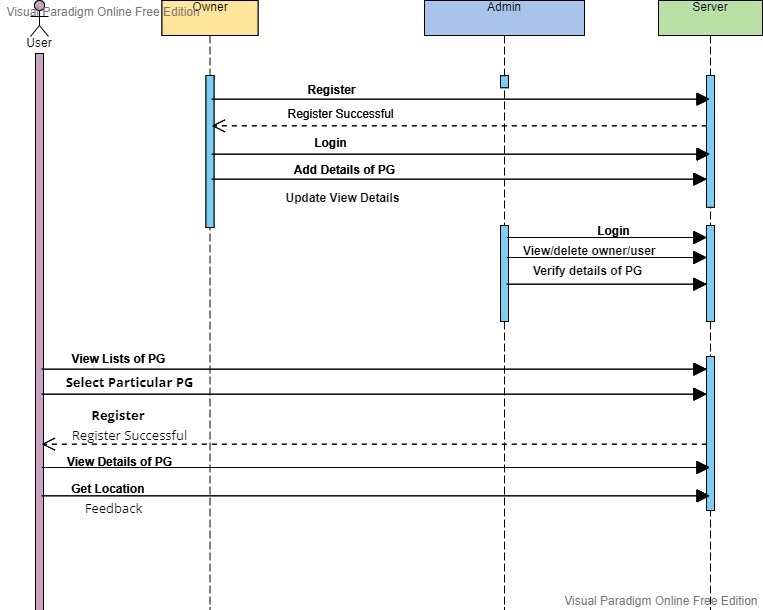 Visual Paradigm Online Free Edition
Owner
Admin
Server
User
Register
Register Successful
Login
Add Details of PG
Update View Details
Login
View/delete owner/user
Verify details of PG
View Lists of PG
Select Particular PG
Register
Register Successful
View Details of PG
Get Location
Feedback
Visual Paradigm Online Free Edition